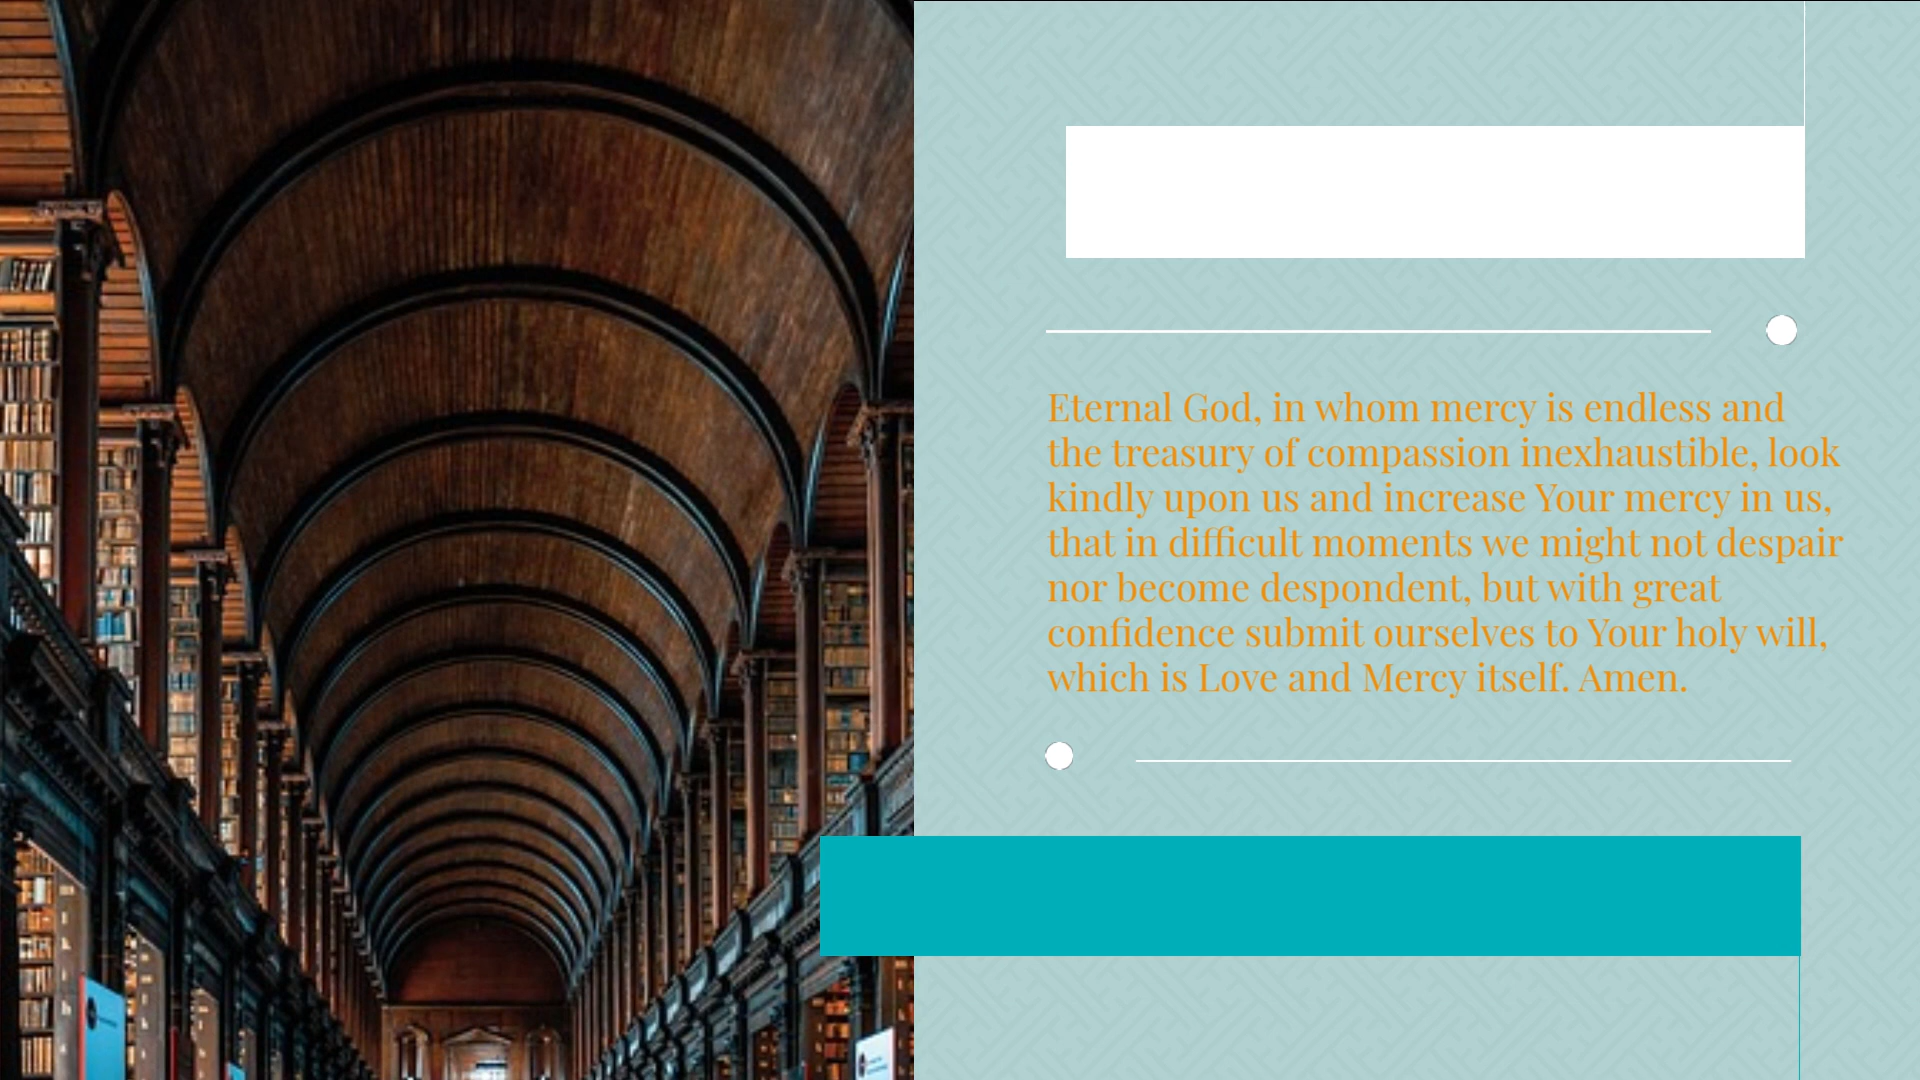 Eternal God, in whom mercy is endless and
the treasury of compassion inexhaustible, look
kindly upon us and increase Your mercy in us,
that in difficult moments we might not despair
nor become despondent, but with great
confidence submit ourselves to Your holy will,
which is Love and Mercy itself. Amen.